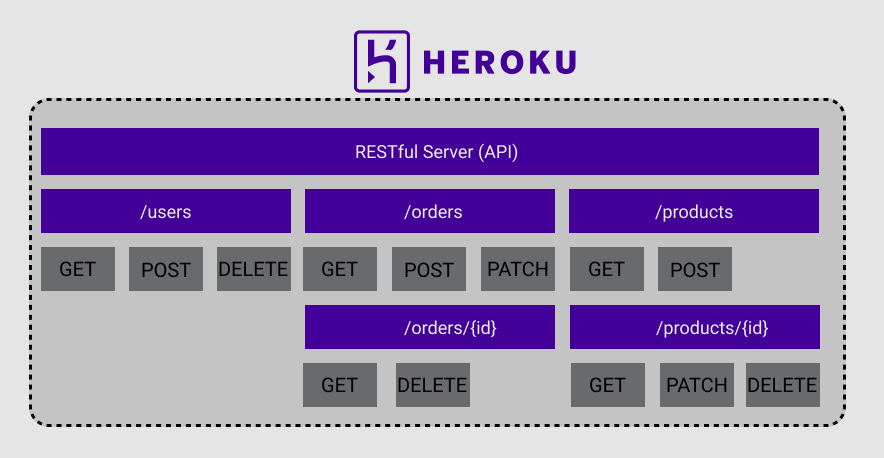 HEROKU
RESTful Server (API)
/users /orders /products
GET POST DELETE GET POST PATCH GET POST
/orders/{id} /products/{id}
GET DELETE GET PATCH DELETE